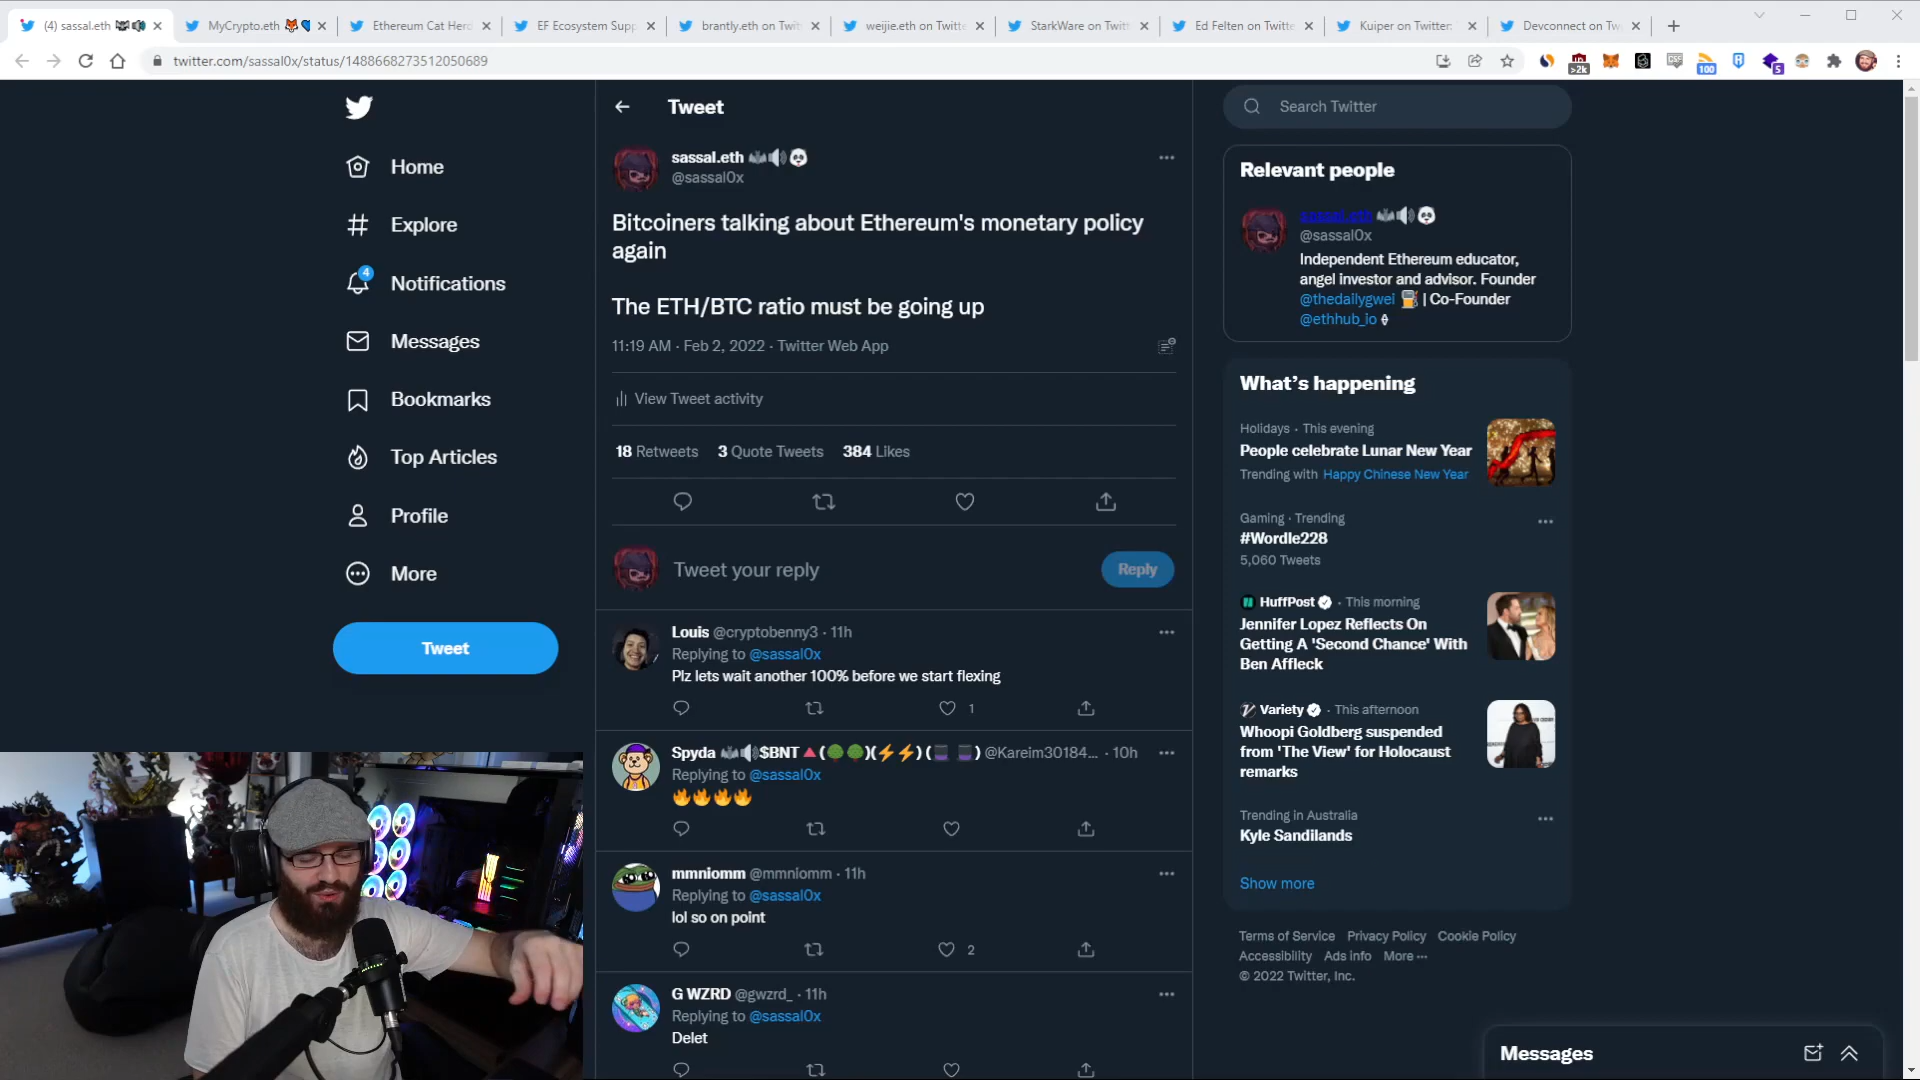 (4) sassal.eth
MyCrypto.eth
Ethereum Cat Herd
EF Ecosystem Supp
brantly.eth on Twit
weijie.eth on Twitt
StarkWare on Twitt
Ed Felten on Twitte
Kuiper on Twitter:
Devconnect on Tw
twitter.com/sassal0x/status/1488668273512050689
>2k
100
5
Home
Explore
4
Notifications
Messages
Bookmarks
Top Articles
Profile
More
Tweet
Tweet
sassal.eth
@sassal0x
Bitcoiners talking about Ethereum's monetary policy
again
The ETH/BTC ratio must be going up
11:19 AM · Feb 2, 2022 · Twitter Web App
View Tweet activity
18 Retweets 3 Quote Tweets 384 Likes
Tweet your reply
Reply
Louis @cryptobenny3 · 11h
Replying to @sassal0x
Plz lets wait another 100% before we start flexing
1
Spyda 🦇🔊$BNT🔺(🌳🌳)(⚡⚡)( ) @Kareim30184... · 10h
Replying to @sassal0x
🔥🔥🔥🔥
mmniomm @mmniomm · 11h
Replying to @sassal0x
lol so on point
2
G WZRD @gwzrd_ · 11h
Replying to @sassal0x
Delet
Search Twitter
Relevant people
sassal.eth
@sassal0x
Independent Ethereum educator,
angel investor and advisor. Founder
@thedailygwei ⛽ | Co-Founder
@ethhub_io
What's happening
Holidays · This evening
People celebrate Lunar New Year
Trending with Happy Chinese New Year
Gaming · Trending
#Wordle228
5,060 Tweets
HuffPost · This morning
Jennifer Lopez Reflects On
Getting A 'Second Chance' With
Ben Affleck
Variety · This afternoon
Whoopi Goldberg suspended
from 'The View' for Holocaust
remarks
Trending in Australia
Kyle Sandilands
Show more
Terms of Service Privacy Policy Cookie Policy
Accessibility Ads info More ···
© 2022 Twitter, Inc.
Messages